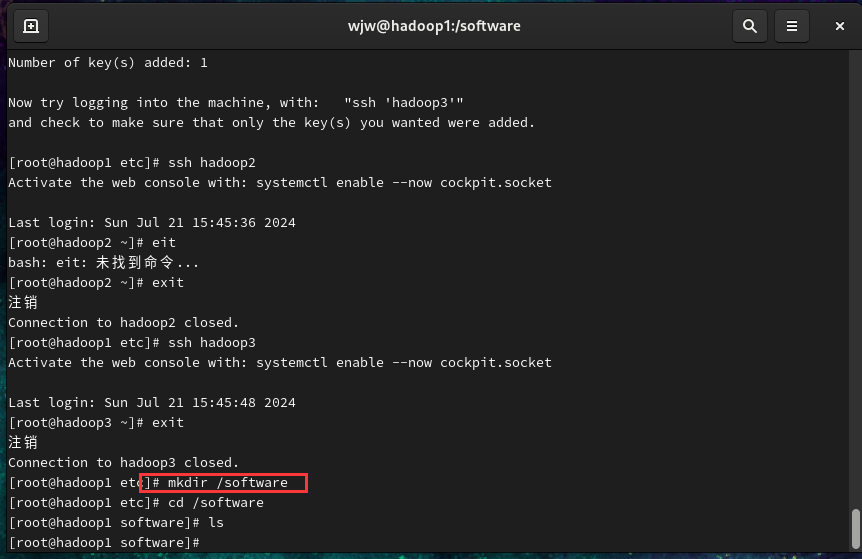 wjw@hadoop1:/software
Number of key(s) added: 1
Now try logging into the machine, with:   "ssh 'hadoop3'"
and check to make sure that only the key(s) you wanted were added.
[root@hadoop1 etc]# ssh hadoop2
Activate the web console with: systemctl enable --now cockpit.socket
Last login: Sun Jul 21 15:45:36 2024
[root@hadoop2 ~]# eit
bash: eit: 未找到命令...
[root@hadoop2 ~]# exit
注销
Connection to hadoop2 closed.
[root@hadoop1 etc]# ssh hadoop3
Activate the web console with: systemctl enable --now cockpit.socket
Last login: Sun Jul 21 15:45:48 2024
[root@hadoop3 ~]# exit
注销
Connection to hadoop3 closed.
[root@hadoop1 etc]# mkdir /software
[root@hadoop1 etc]# cd /software
[root@hadoop1 software]# ls
[root@hadoop1 software]#